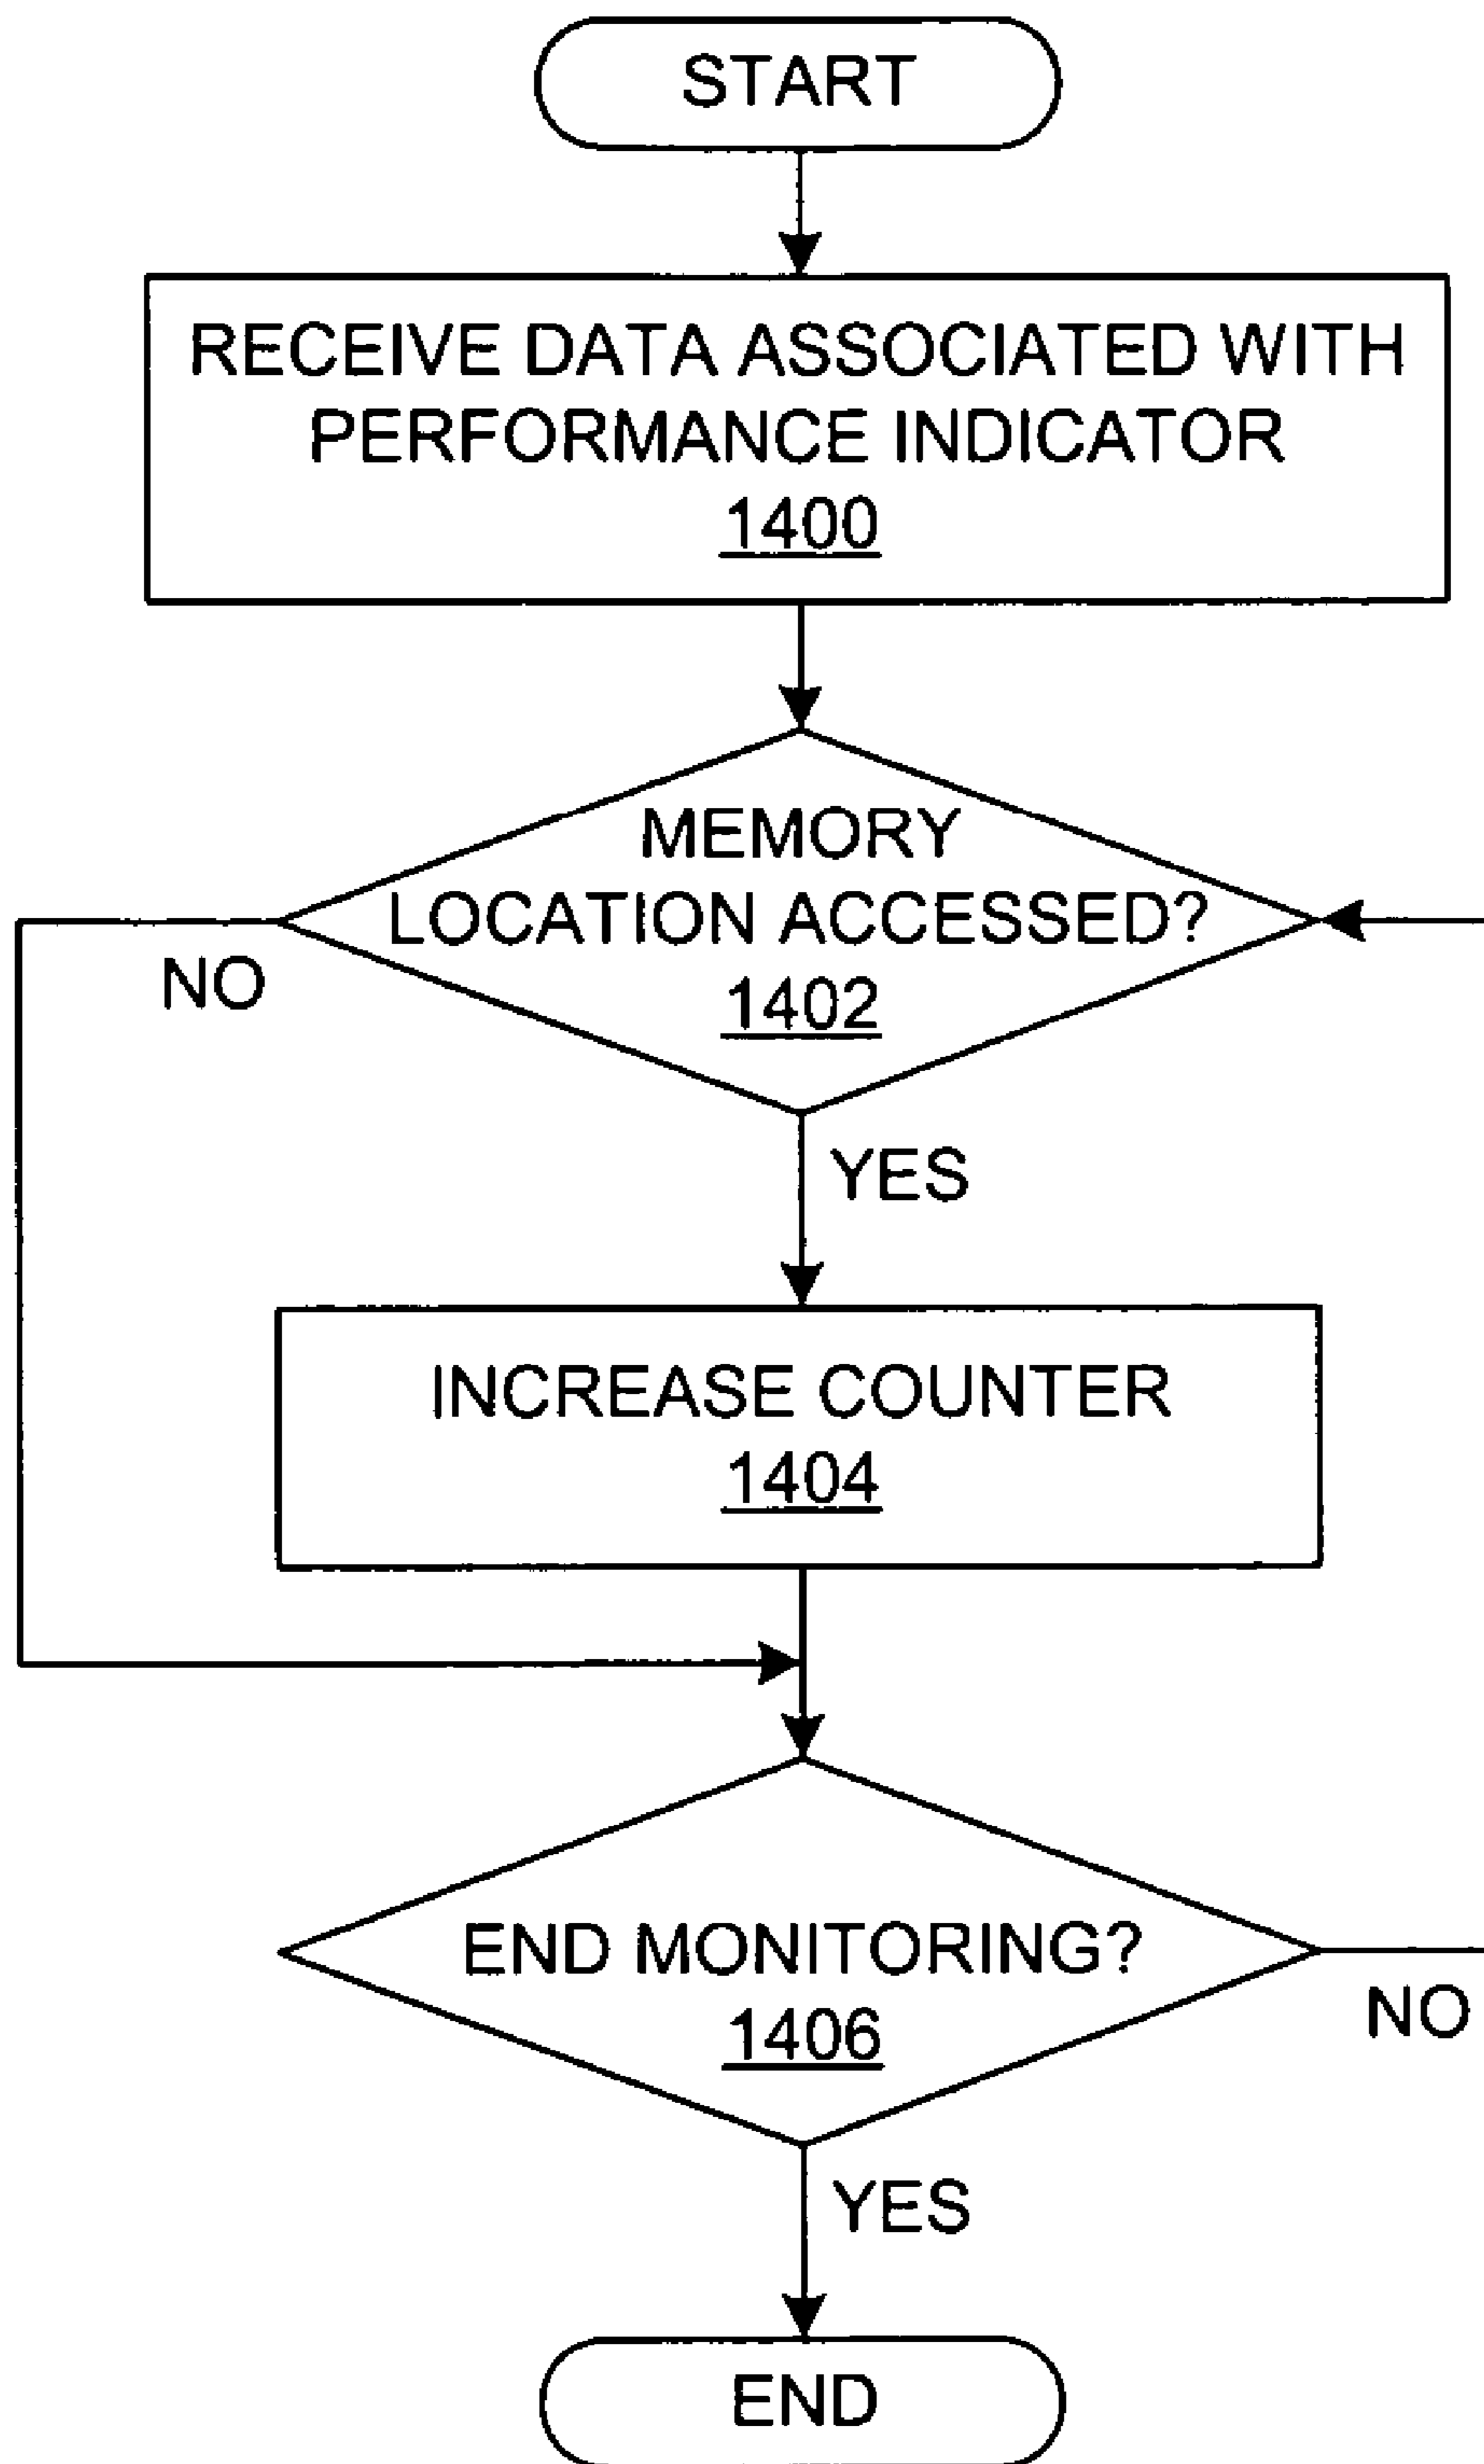 START
RECEIVE DATA ASSOCIATED WITH
PERFORMANCE INDICATOR
1400
MEMORY
LOCATION ACCESSED?
1402
NO
YES
INCREASE COUNTER
1404
END MONITORING?
1406
NO
YES
END